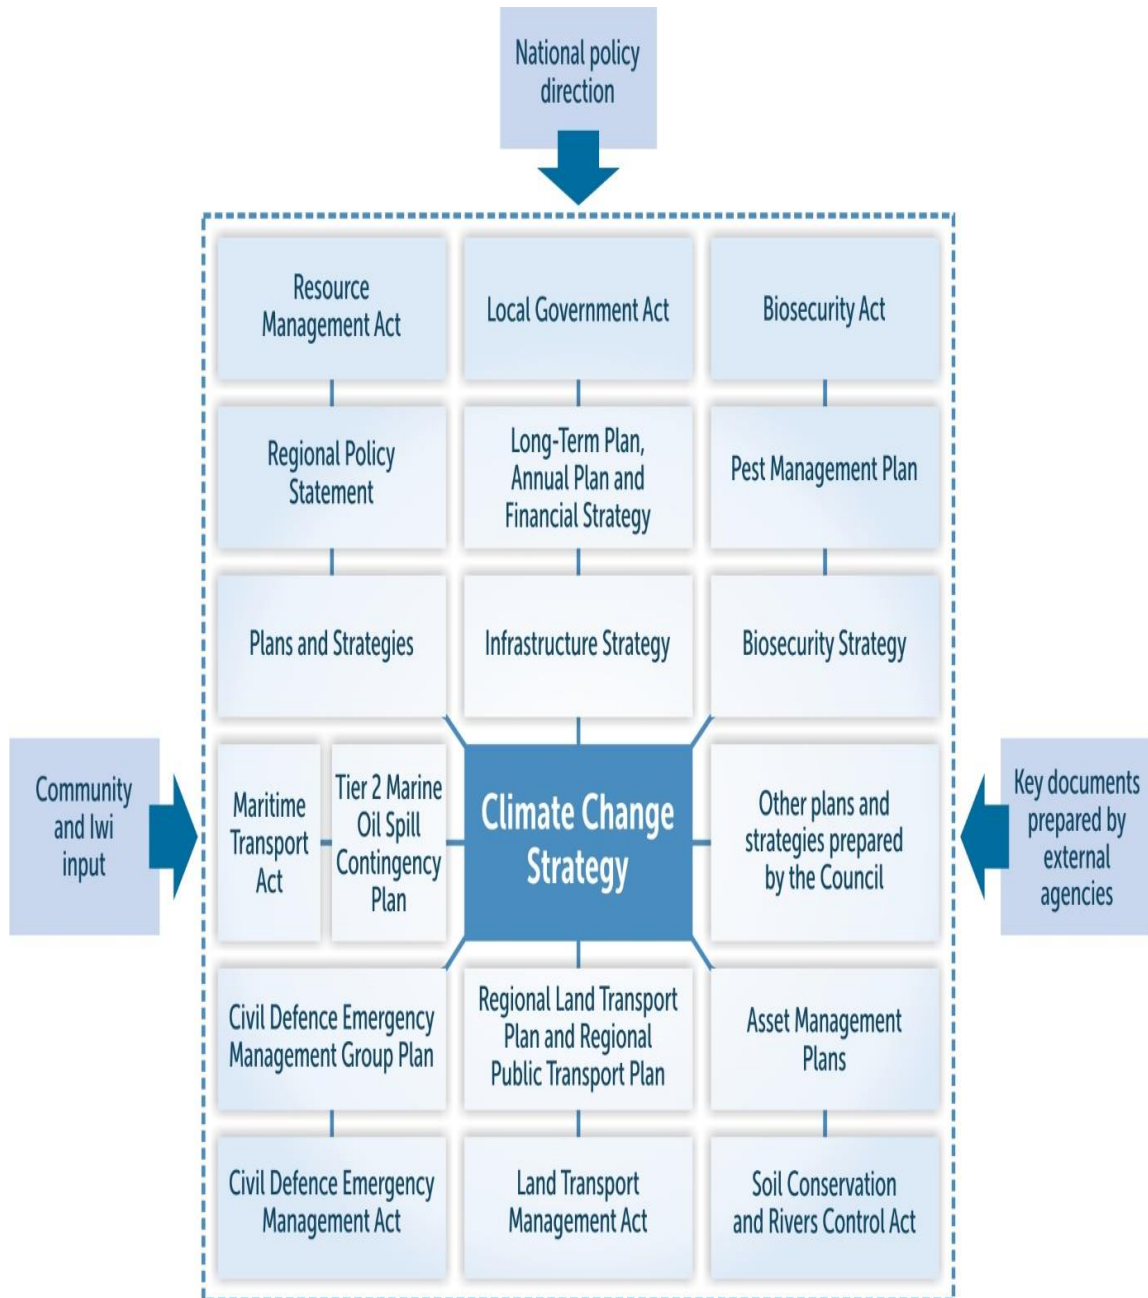 National policy
direction
Resource
Management Act
Local Government Act
Biosecurity Act
Regional Policy
Statement
Long-Term Plan,
Annual Plan and
Financial Strategy
Pest Management Plan
Plans and Strategies
Infrastructure Strategy
Biosecurity Strategy
Community
and Iwi
input
Maritime
Transport
Act
Tier 2 Marine
Oil Spill
Contingency
Plan
Climate Change
Strategy
Other plans and
strategies prepared
by the Council
Key documents
prepared by
external
agencies
Civil Defence Emergency
Management Group Plan
Regional Land Transport
Plan and Regional
Public Transport Plan
Asset Management
Plans
Civil Defence Emergency
Management Act
Land Transport
Management Act
Soil Conservation
and Rivers Control Act